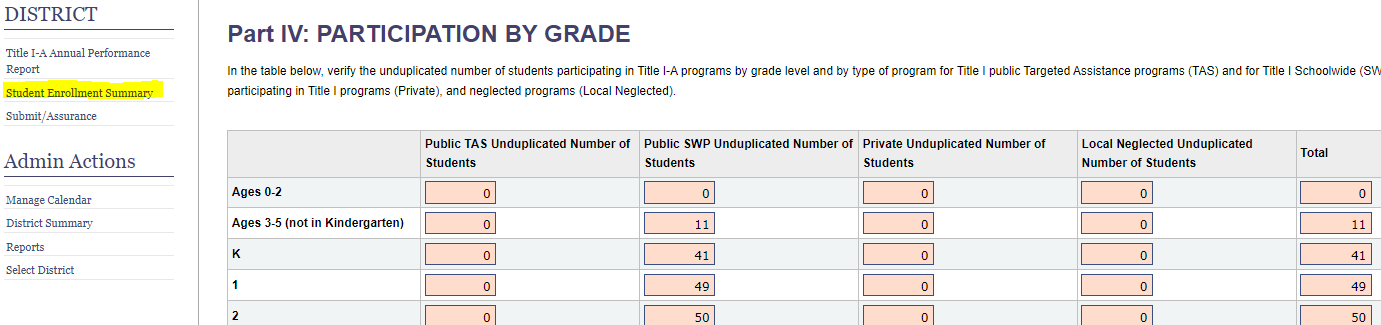 DISTRICT
Title I-A Annual Performance
Report
Student Enrollment Summary
Submit/Assurance
Admin Actions
Manage Calendar
District Summary
Reports
Select District
Part IV: PARTICIPATION BY GRADE
In the table below, verify the unduplicated number of students participating in Title I-A programs by grade level and by type of program for Title I public Targeted Assistance programs (TAS) and for Title I Schoolwide (SW
participating in Title I programs (Private), and neglected programs (Local Neglected).
Public TAS Unduplicated Number of Students Public SWP Unduplicated Number of Students Private Unduplicated Number of Students Local Neglected Unduplicated Number of Students Total
Ages 0-2 0 0 0 0 0
Ages 3-5 (not in Kindergarten) 0 11 0 0 11
K 0 41 0 0 41
1 0 49 0 0 49
2 0 50 0 0 50